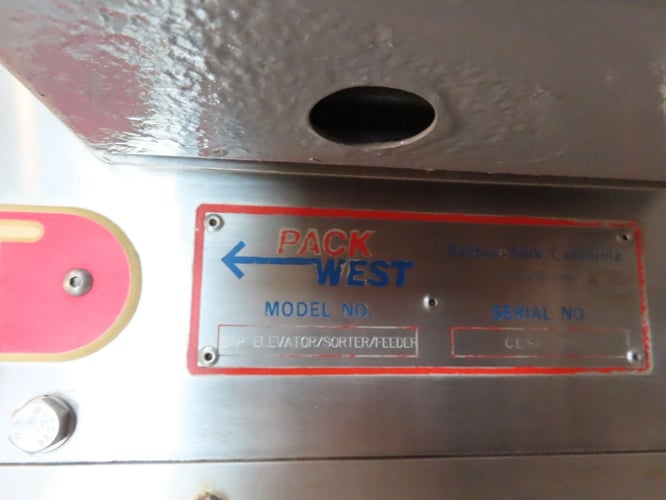 PACK
WEST
Baldwin Park, California
MODEL NO.
SERIAL NO
CAP ELEVATOR/SORTER/FEEDER